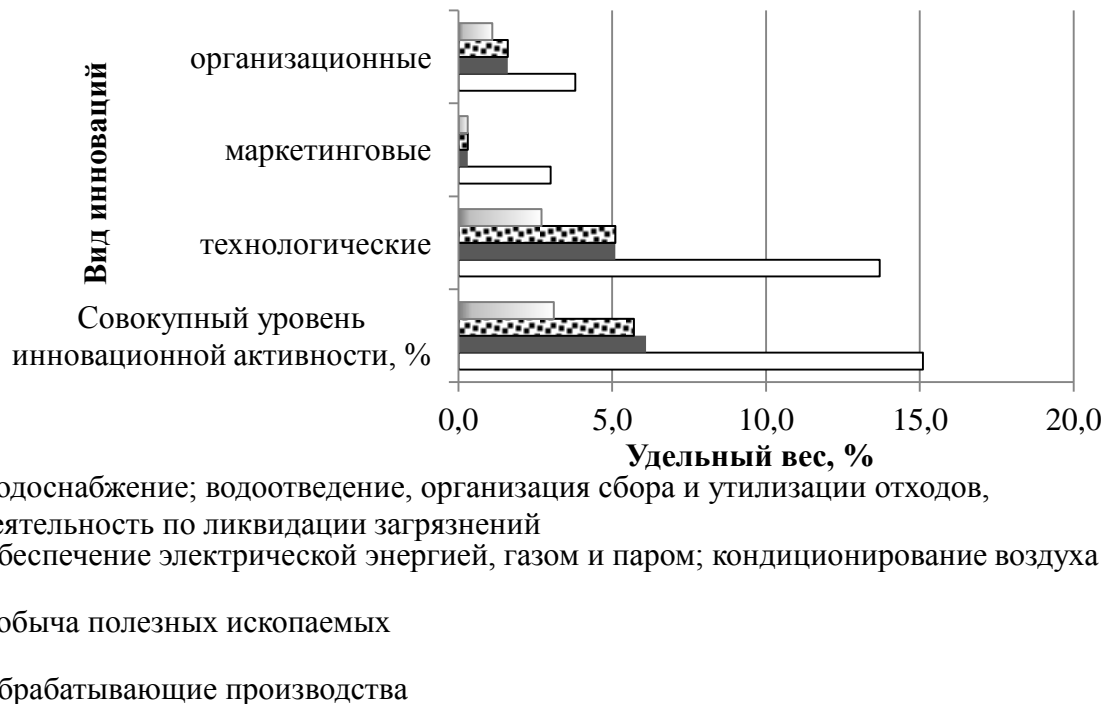 организационные
маркетинговые
технологические
Совокупный уровень
инновационной активности, %
Вид инноваций
0,0 5,0 10,0 15,0 20,0
Удельный вес, %
одоснабжение; водоотведение, организация сбора и утилизации отходов,
еятельность по ликвидации загрязнений
беспечение электрической энергией, газом и паром; кондиционирование воздуха
обыча полезных ископаемых
брабатывающие производства